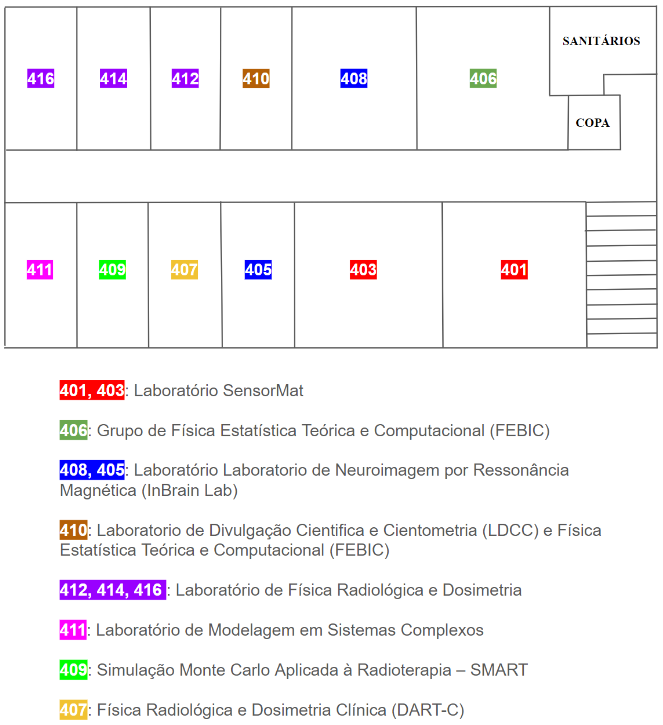 SANITÁRIOS
416
414
412
410
408
406
COPA
411
409
407
405
403
401
401, 403: Laboratório SensorMat
406: Grupo de Física Estatística Teórica e Computacional (FEBIC)
408, 405: Laboratório Laboratorio de Neuroimagem por Ressonância
Magnética (InBrain Lab)
410: Laboratorio de Divulgação Cientifica e Cientometria (LDCC) e Física
Estatística Teórica e Computacional (FEBIC)
412, 414, 416 : Laboratório de Física Radiológica e Dosimetria
411: Laboratório de Modelagem em Sistemas Complexos
409: Simulação Monte Carlo Aplicada à Radioterapia – SMART
407: Física Radiológica e Dosimetria Clínica (DART-C)